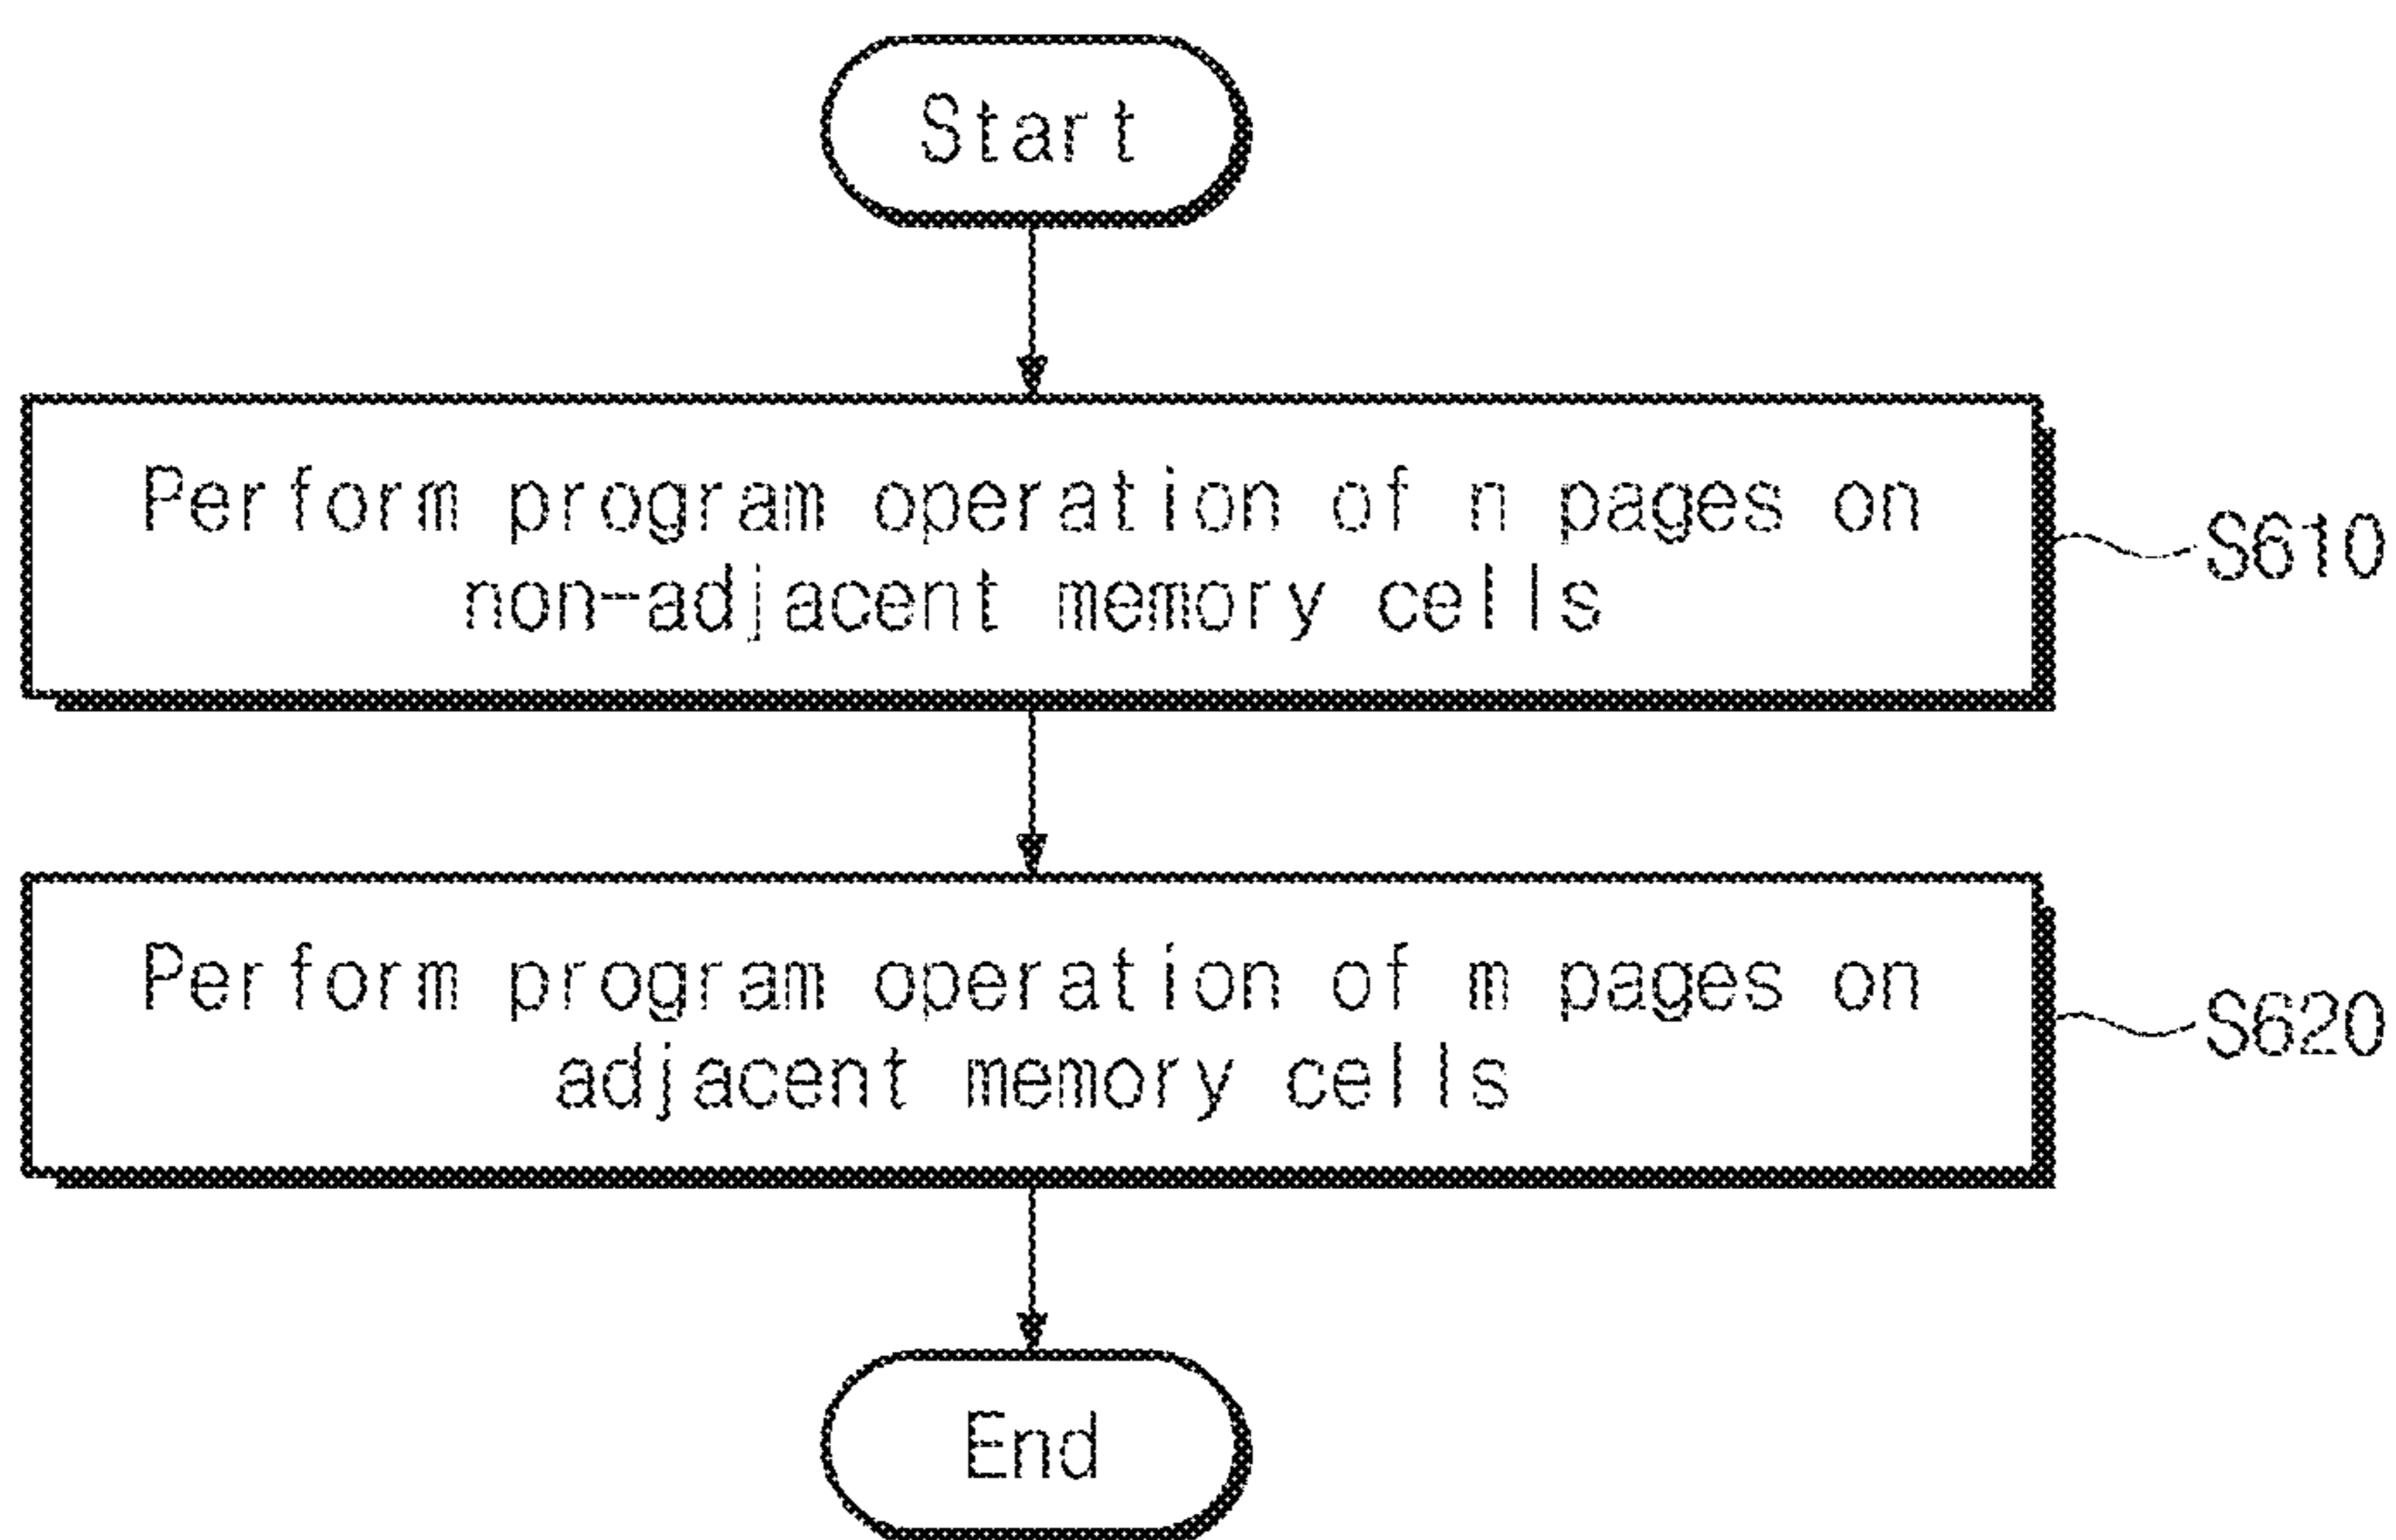 Start
Perform program operation of n pages on
non-adjacent memory cells
S610
Perform program operation of m pages on
adjacent memory cells
S620
End